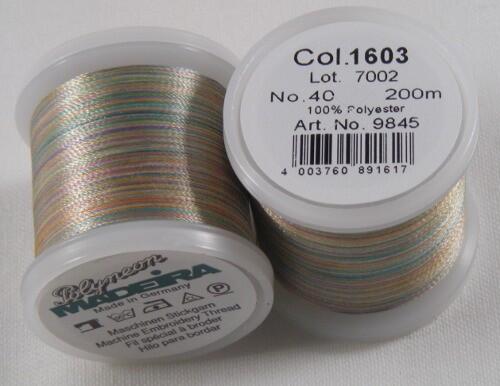 Col.1603
Lot. 7002
No.40 200m
100% Polyester
Art. No. 9845
4 003760 891617
Polyneon
MADEIRA
Made in Germany
P
Maschinen Stickgarn
Machine Embroidery Thread
Fil spécial à broder
Hilo para bordar